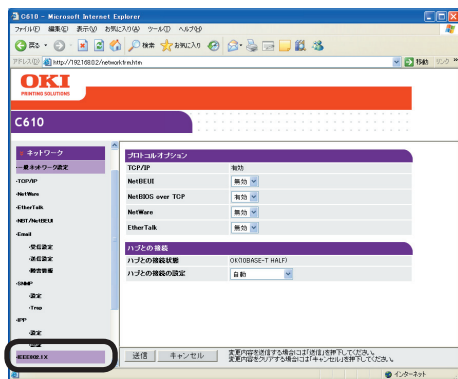 C610 - Microsoft Internet Explorer
ファイル(F) 編集(E) 表示(V) お気に入り(A) ツール(T) ヘルプ(H)
戻る 検索 お気に入り
アドレス(D) http://192.168.0.2/networkfrm.htm 移動 リンク »
OKI
PRINTING SOLUTIONS
C610
ネットワーク
一般ネットワーク設定
-TCP/IP
-NetWare
-EtherTalk
-NBT/NetBEUI
-Email
-受信設定
-送信設定
-障害情報
-SNMP
-設定
-Trap
-IPP
-設定
-IEEE802.1X
プロトコルオプション
TCP/IP 有効
NetBEUI 無効
NetBIOS over TCP 有効
NetWare 無効
EtherTalk 無効
ハブとの接続
ハブとの接続状態 OK(10BASE-T HALF)
ハブとの接続の設定 自動
送信 キャンセル
変更内容を送信する場合には「送信」を押下してください。
変更内容をクリアする場合には「キャンセル」を押下してください。
インターネット